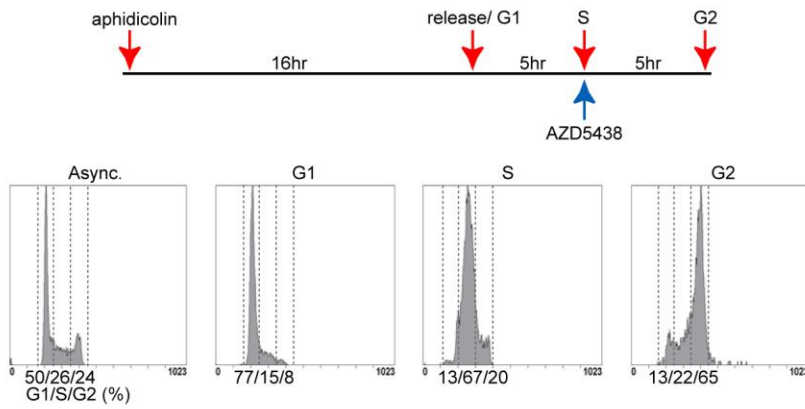 aphidicolin release/ G1 S G2
16hr 5hr 5hr
AZD5438
Async. G1 S G2
0 1023 0 1023 0 1023 0 1023
50/26/24 77/15/8 13/67/20 13/22/65
G1/S/G2 (%)